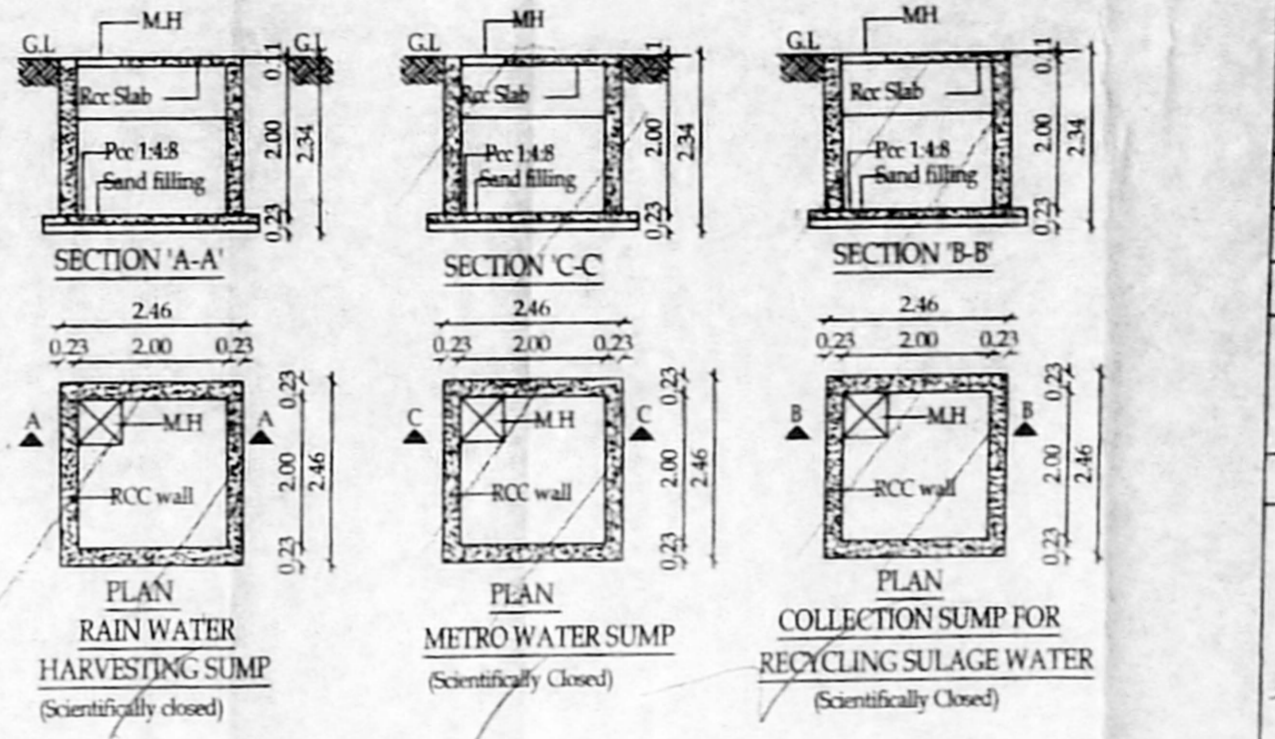 M.H
G.L
G.L
Rcc Slab
Pcc 1:4:8
Sand filling
0.11
2.00
0.23
2.34
SECTION 'A-A'
2.46
0.23 2.00 0.23
A
A
M.H
RCC wall
0.23
2.00
0.23
2.46
PLAN
RAIN WATER
HARVESTING SUMP
(Scientifically closed)
MH
G.L
Rcc Slab
Pcc 1:4:8
Sand filling
1
2.00
0.23
2.34
SECTION 'C-C'
2.46
0.23 2.00 0.23
C
C
M.H
RCC wall
0.23
2.00
0.23
2.46
PLAN
METRO WATER SUMP
(Scientifically Closed)
MH
G.L
Rcc Slab
Pcc 1:4:8
Sand filling
0.11
2.00
0.23
2.34
SECTION 'B-B'
2.46
0.23 2.00 0.23
B
B
M.H
RCC wall
0.23
2.00
0.23
2.46
PLAN
COLLECTION SUMP FOR
RECYCLING SULAGE WATER
(Scientifically Closed)